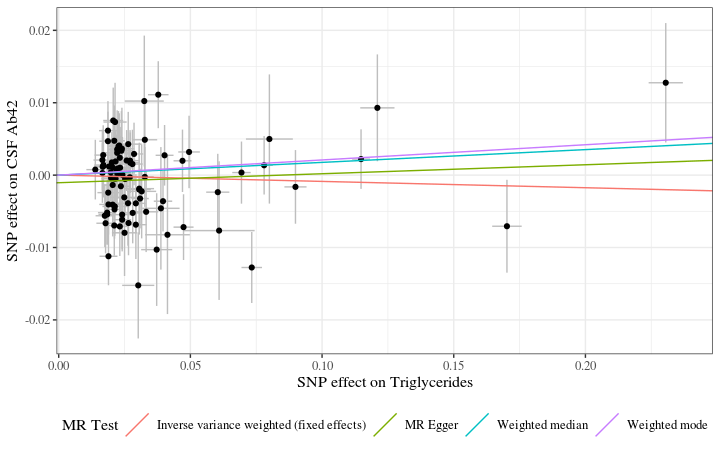 0.02
0.01
0.00
-0.01
-0.02
SNP effect on CSF Ab42
0.00 0.05 0.10 0.15 0.20
SNP effect on Triglycerides
MR Test Inverse variance weighted (fixed effects) MR Egger Weighted median Weighted mode